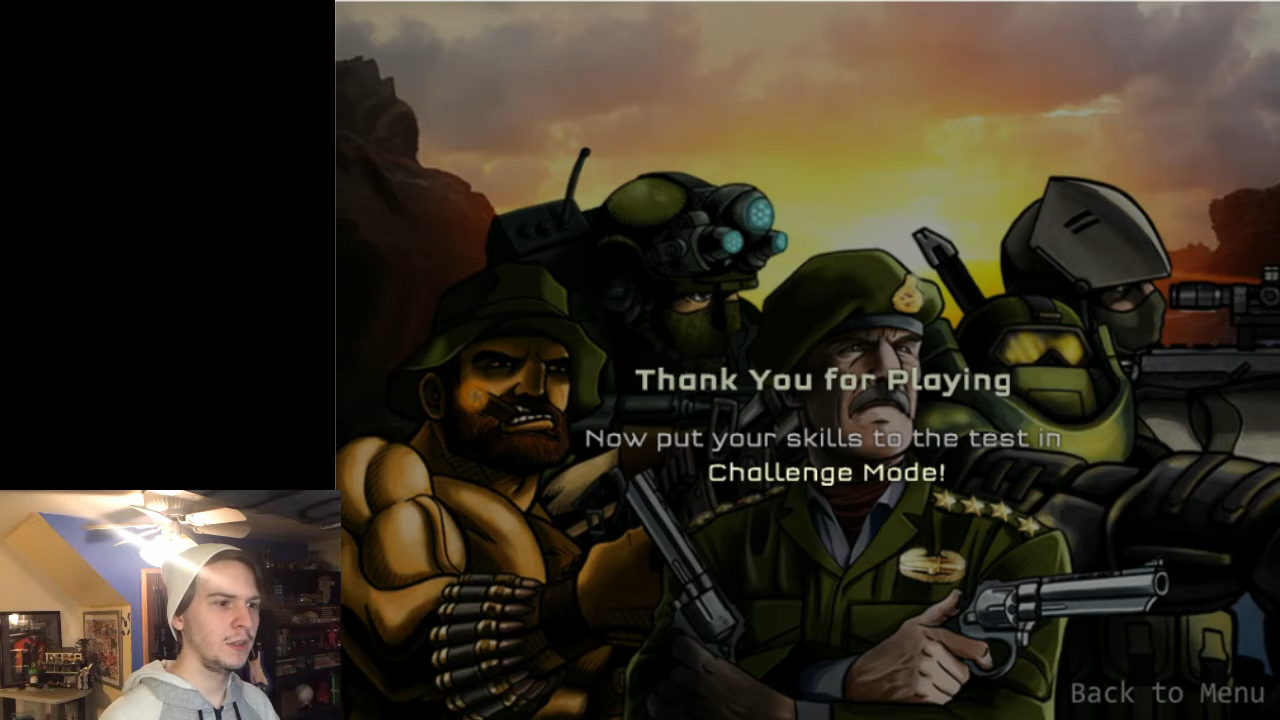 Thank You for Playing
Now put your skills to the test in
Challenge Mode!
Back to Menu